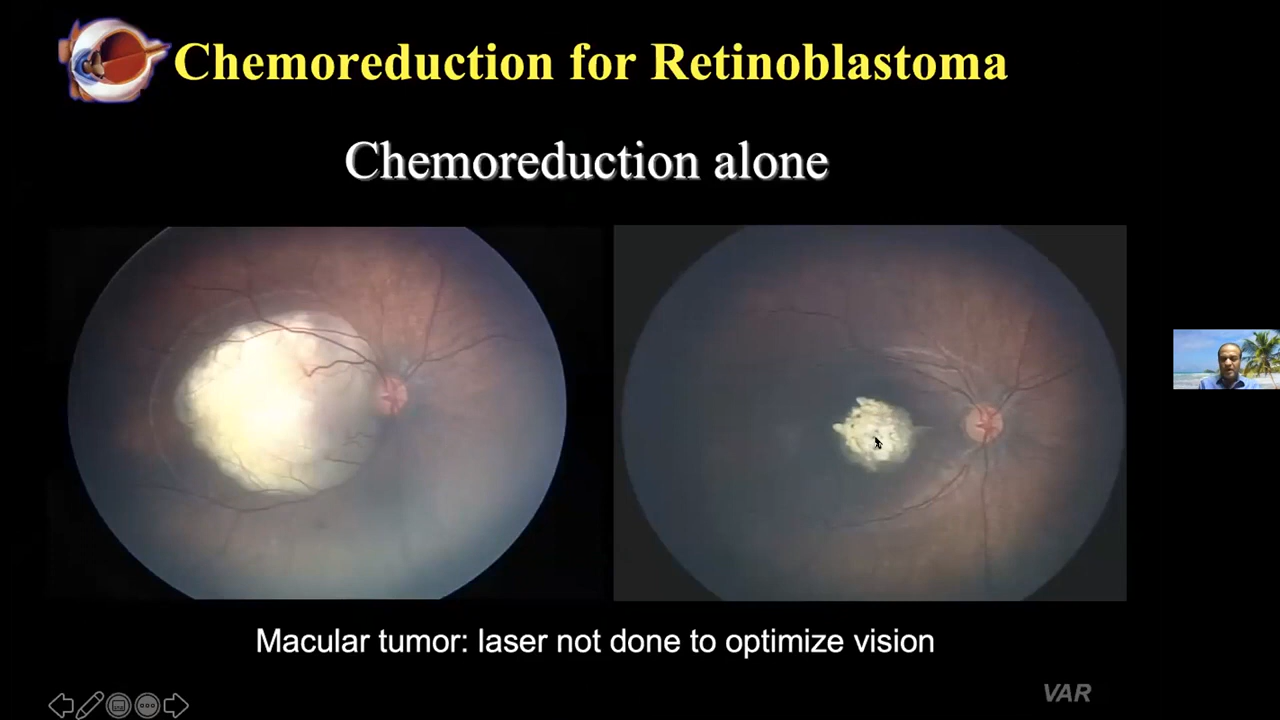 Chemoreduction for Retinoblastoma
Chemoreduction alone
Macular tumor: laser not done to optimize vision
VAR